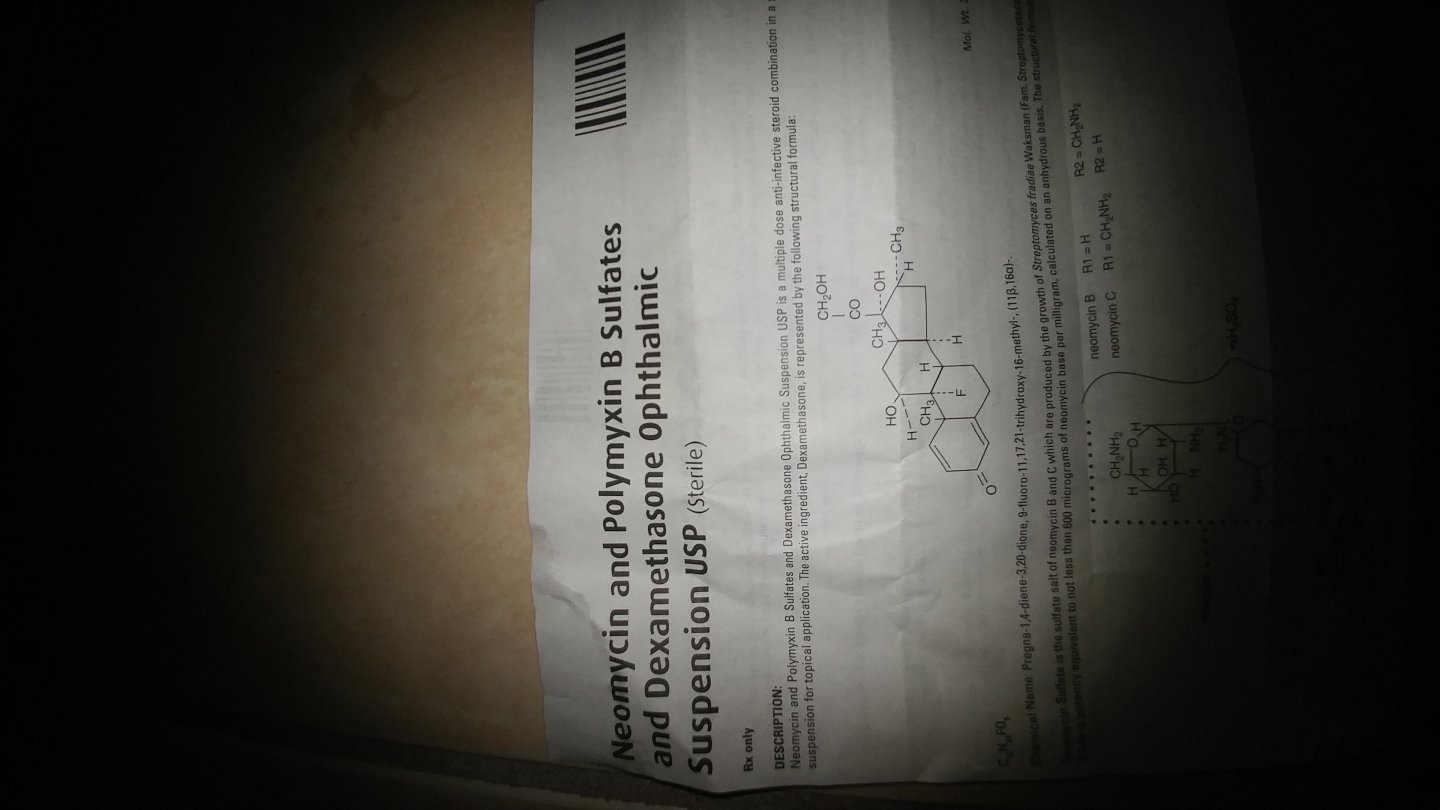 Neomycin and Polymyxin B Sulfates
and Dexamethasone Ophthalmic
Suspension USP (Sterile)
Rx only
DESCRIPTION:
Neomycin and Polymyxin B Sulfates and Dexamethasone Ophthalmic Suspension USP is a multiple dose anti-infective steroid combination in a
suspension for topical application. The active ingredient, Dexamethasone, is represented by the following structural formula:
CH₂OH
CO
CH₃ OH
HO CH₃
H H
CH₃ H
F H
O
Mol. Wt.
Chemical Name: Pregna-1,4-diene-3,20-dione, 9-fluoro-11,17,21-trihydroxy-16-methyl-, (11β,16α)-.
Neomycin Sulfate is the sulfate salt of neomycin B and C which are produced by the growth of Streptomyces fradiae Waksman (Fam.
potency equivalent to not less than 600 micrograms of neomycin base per milligram, calculated on an anhydrous basis. The structural
neomycin B R1 = H R2 = CH₂NH₂
neomycin C R1 = CH₂NH₂ R2 = H
CH₂NH₂
H O H
H
OH H
HO
H NH₂